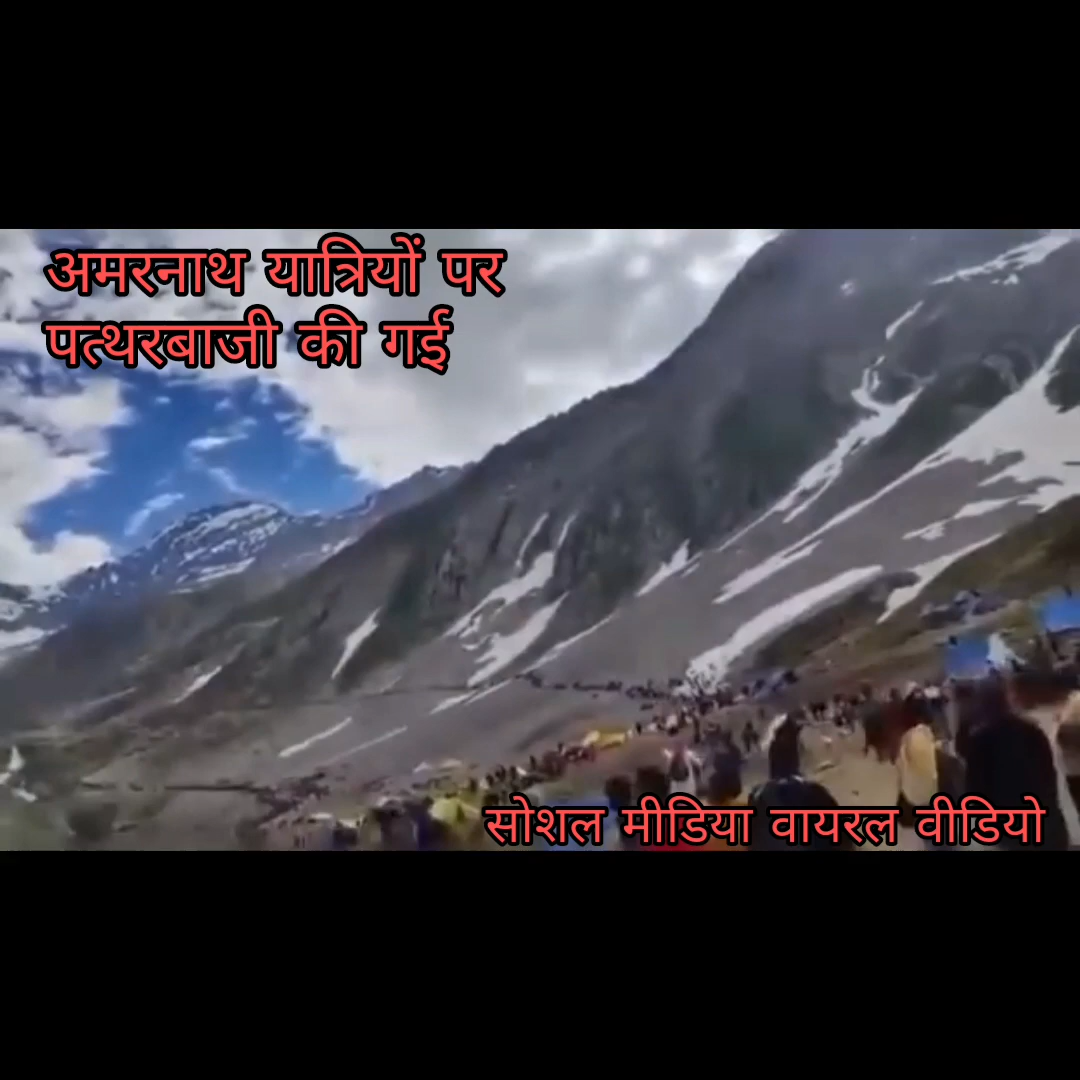 अमरनाथ यात्रियों पर
पत्थरबाजी की गई
सोशल मीडिया वायरल वीडियो